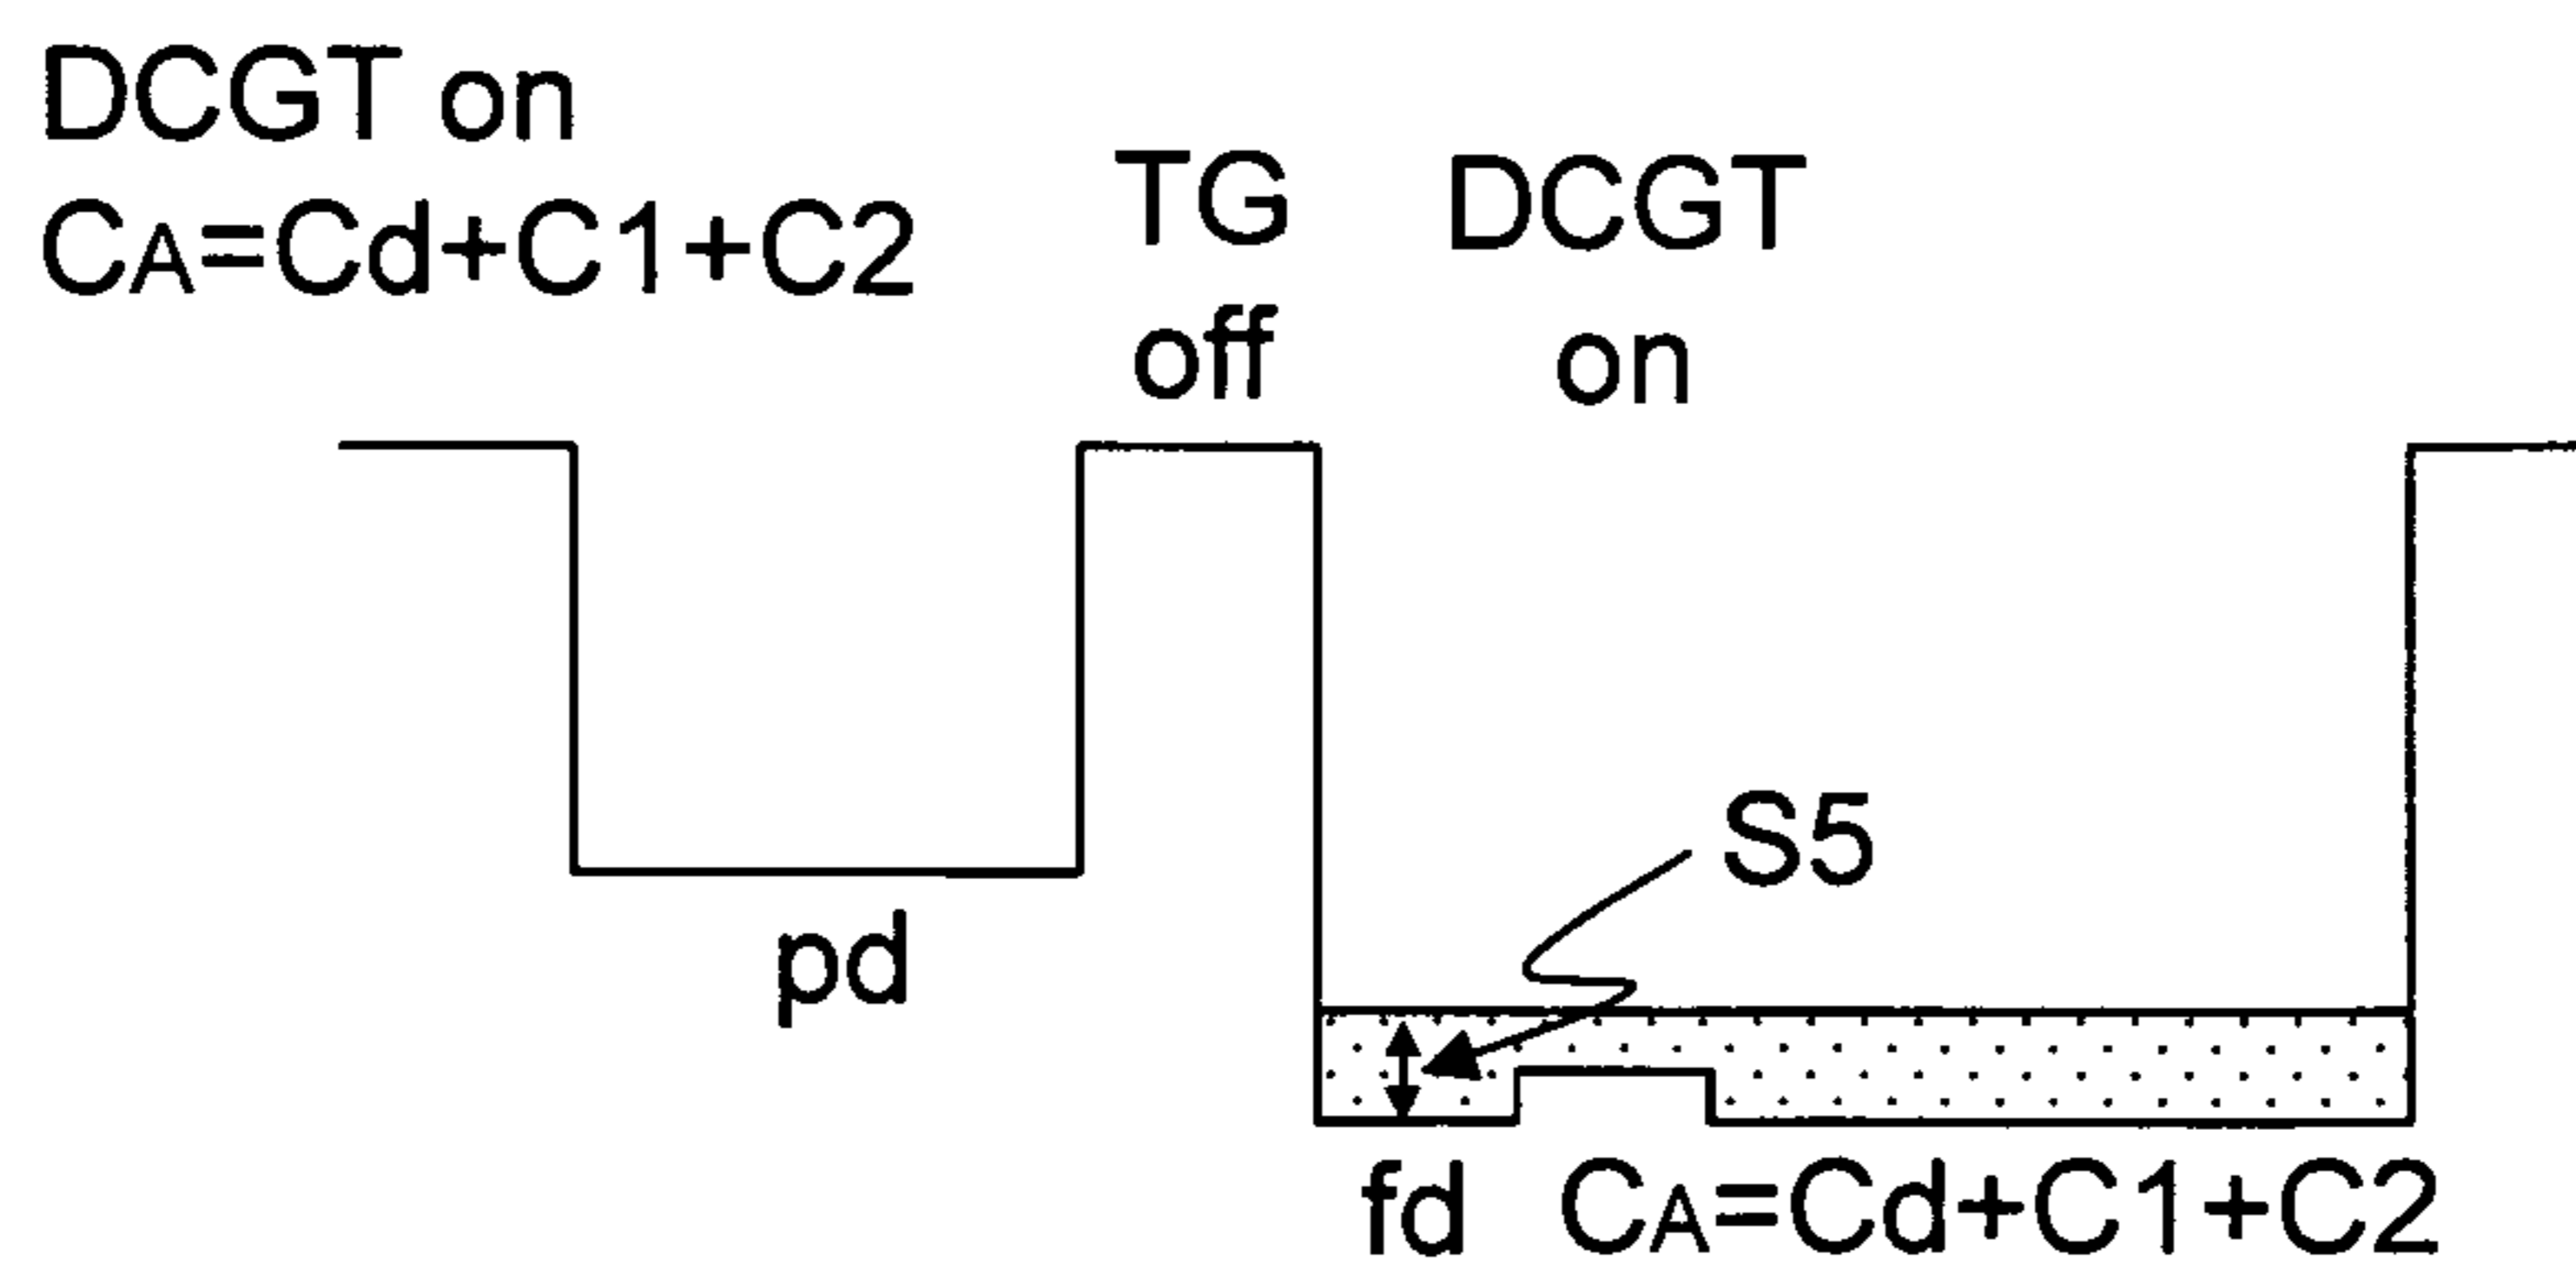 DCGT on
CA=Cd+C1+C2
TG
off
DCGT
on
pd
S5
fd
CA=Cd+C1+C2